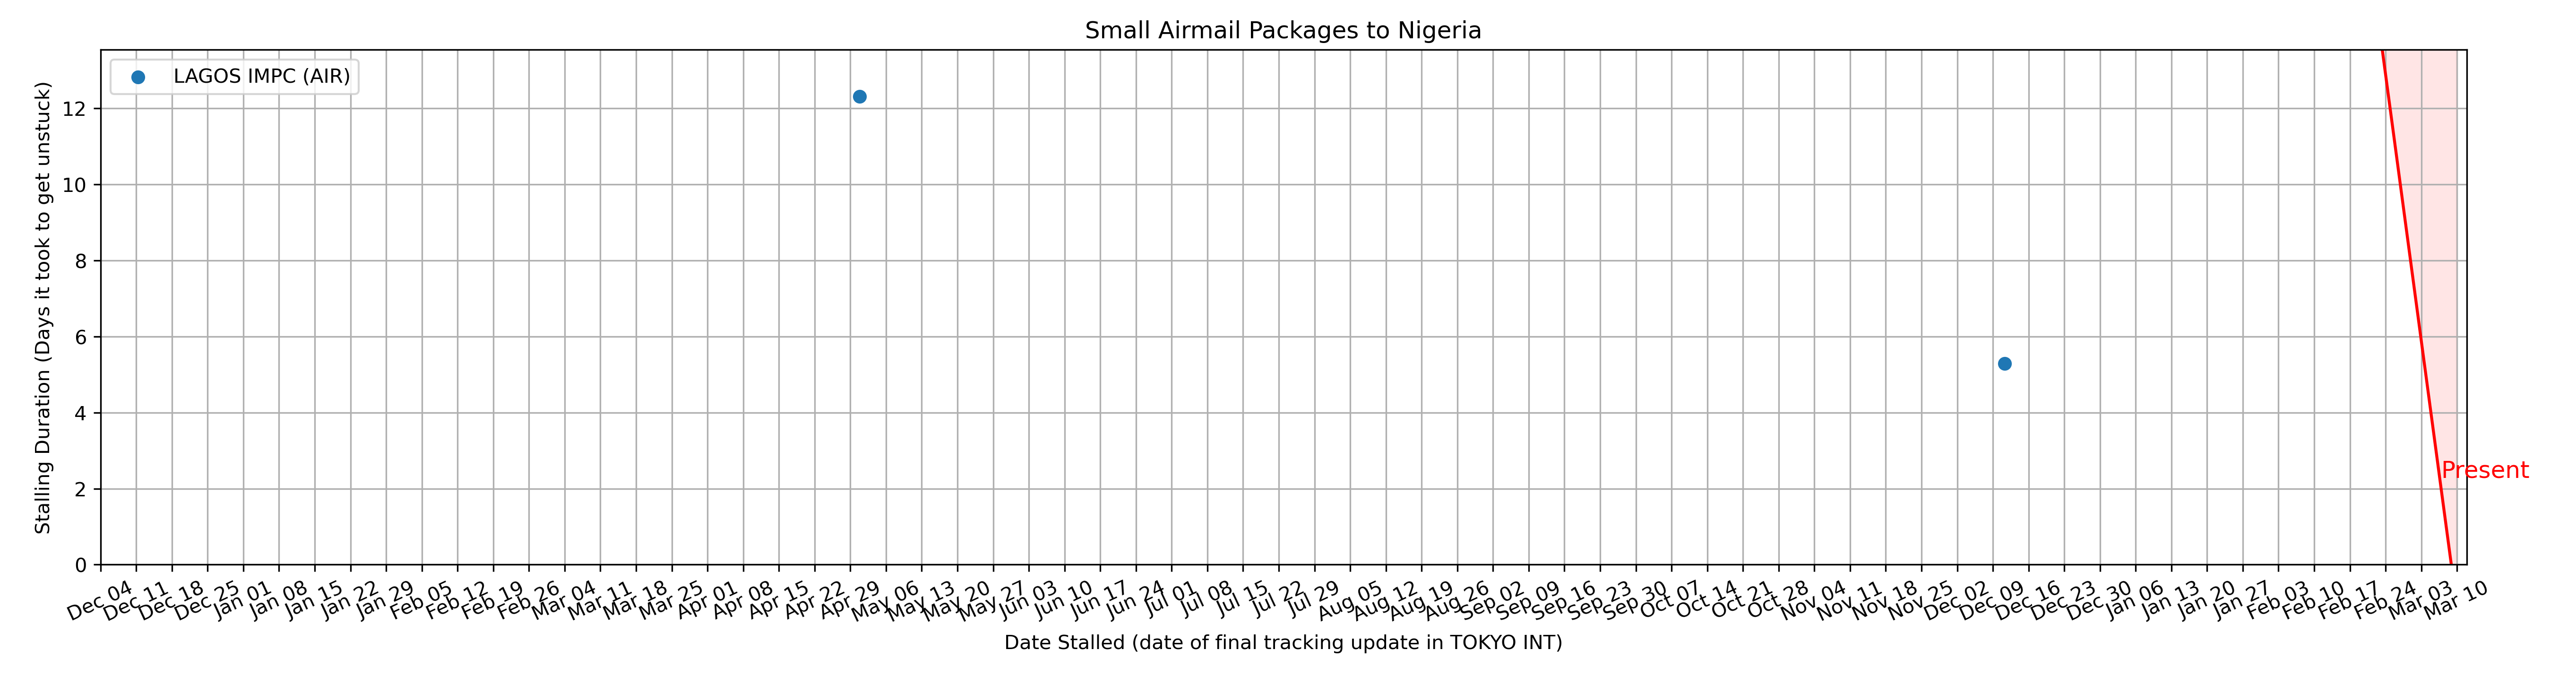 Small Airmail Packages to Nigeria
LAGOS IMPC (AIR)
Stalling Duration (Days it took to get unstuck)
12
10
8
6
4
2
0
Present
Dec 04
Dec 11
Dec 18
Dec 25
Jan 01
Jan 08
Jan 15
Jan 22
Jan 29
Feb 05
Feb 12
Feb 19
Feb 26
Mar 04
Mar 11
Mar 18
Mar 25
Apr 01
Apr 08
Apr 15
Apr 22
Apr 29
May 06
May 13
May 20
May 27
Jun 03
Jun 10
Jun 17
Jun 24
Jul 01
Jul 08
Jul 15
Jul 22
Jul 29
Aug 05
Aug 12
Aug 19
Aug 26
Sep 02
Sep 09
Sep 16
Sep 23
Sep 30
Oct 07
Oct 14
Oct 21
Oct 28
Nov 04
Nov 11
Nov 18
Nov 25
Dec 02
Dec 09
Dec 16
Dec 23
Dec 30
Jan 06
Jan 13
Jan 20
Jan 27
Feb 03
Feb 10
Feb 17
Feb 24
Mar 03
Mar 10
Date Stalled (date of final tracking update in TOKYO INT)